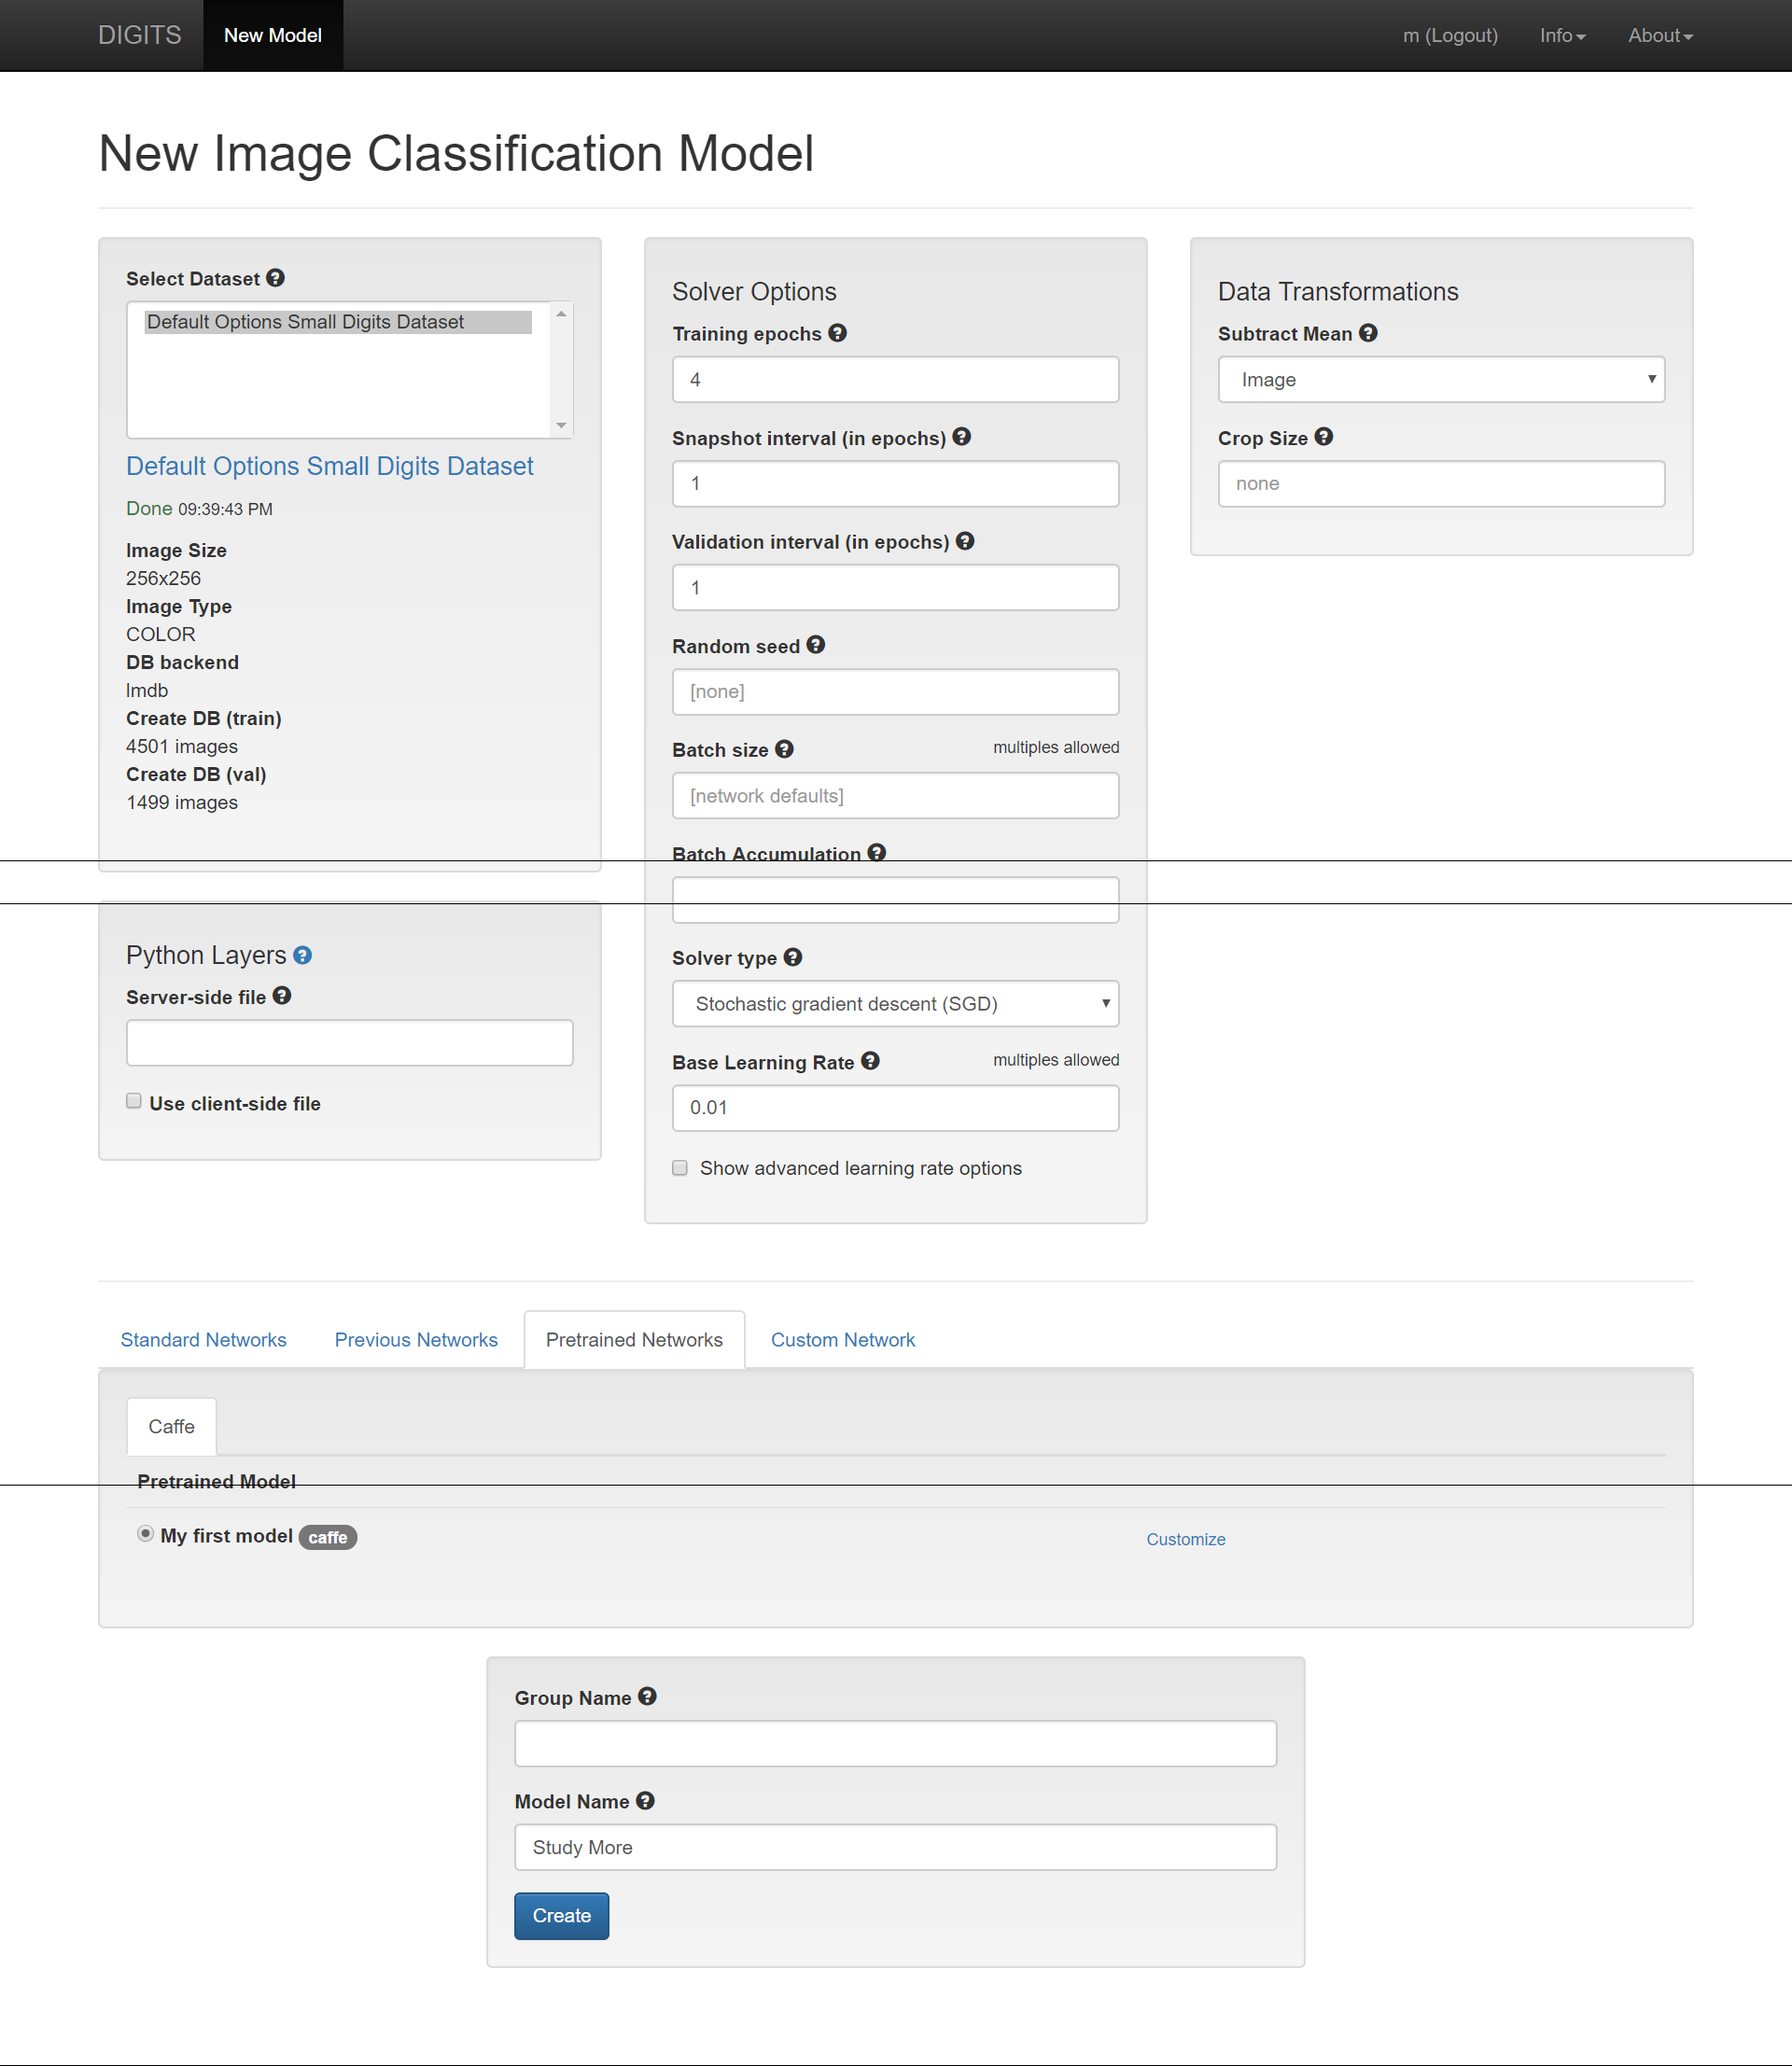 DIGITS New Model m (Logout) Info About
New Image Classification Model
Select Dataset
Default Options Small Digits Dataset
Default Options Small Digits Dataset
Done 09:39:43 PM
Image Size
256x256
Image Type
COLOR
DB backend
lmdb
Create DB (train)
4501 images
Create DB (val)
1499 images
Python Layers
Server-side file
Use client-side file
Solver Options
Training epochs
4
Snapshot interval (in epochs)
1
Validation interval (in epochs)
1
Random seed
[none]
Batch size multiples allowed
[network defaults]
Batch Accumulation
Solver type
Stochastic gradient descent (SGD)
Base Learning Rate multiples allowed
0.01
Show advanced learning rate options
Data Transformations
Subtract Mean
Image
Crop Size
none
Standard Networks Previous Networks Pretrained Networks Custom Network
Caffe
Pretrained Model
My first model caffe Customize
Group Name
Model Name
Study More
Create